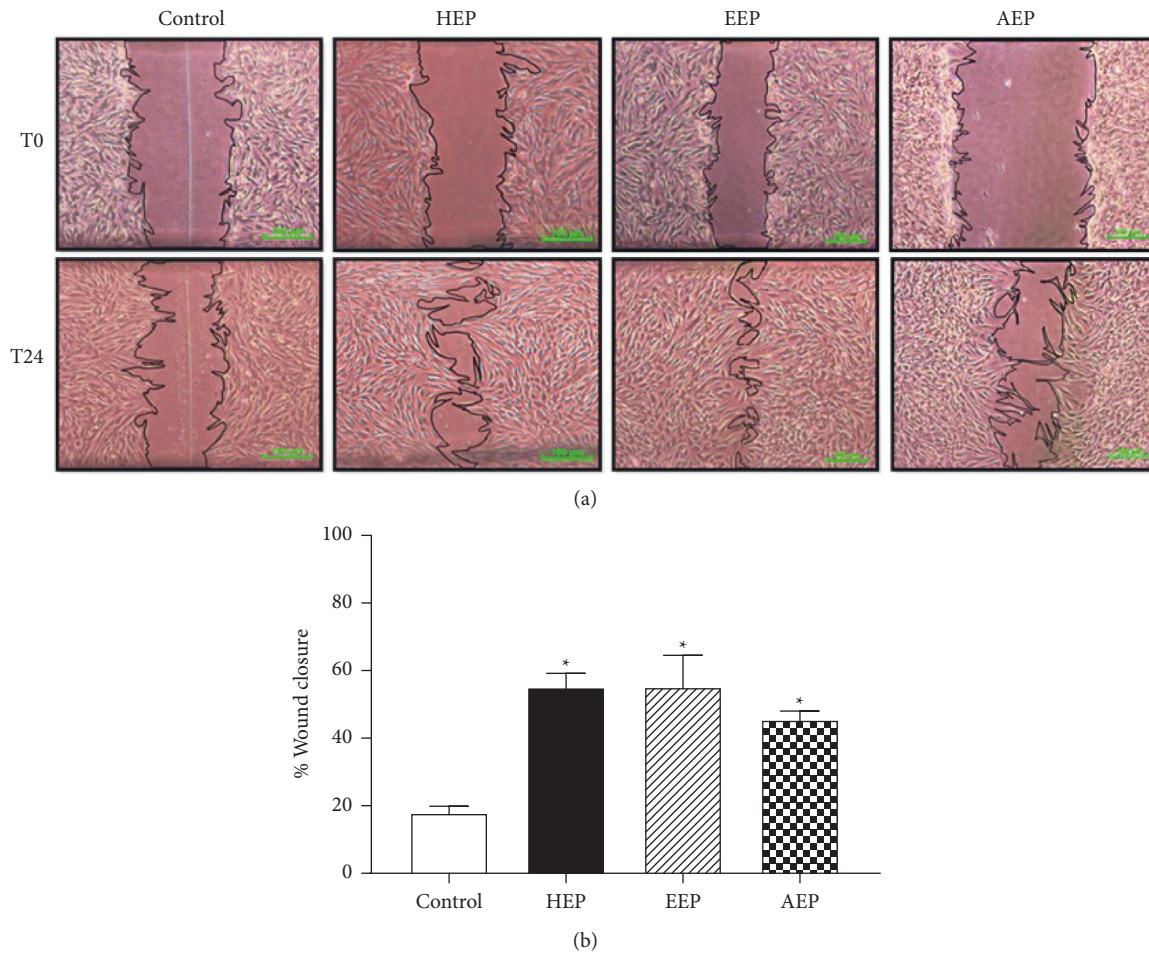 Control HEP EEP AEP
T0
T24
(a)
100
80
60
40
20
0
% Wound closure
*
*
*
Control HEP EEP AEP
(b)